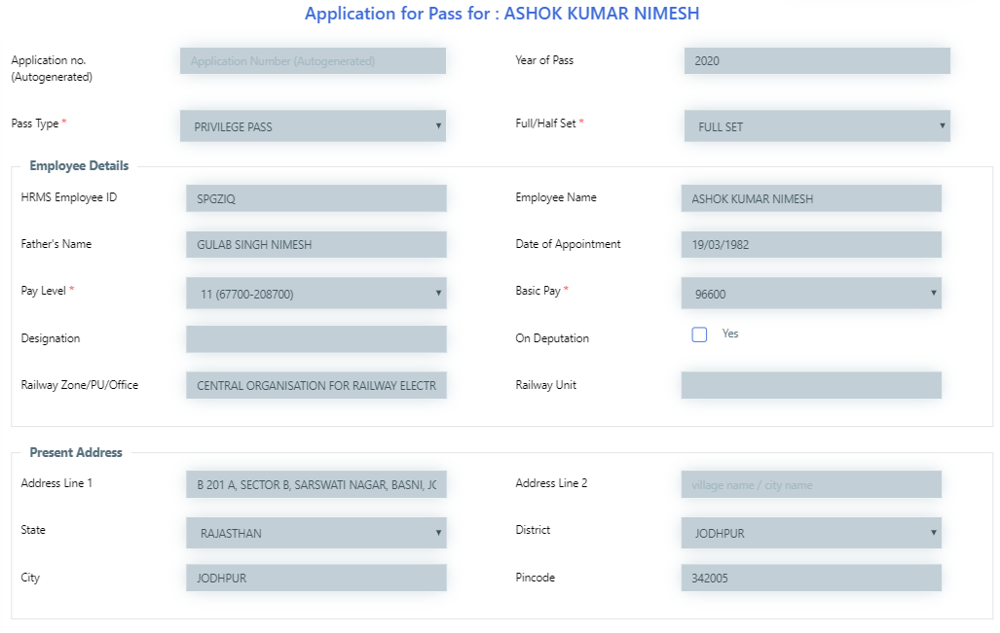 Application for Pass for : ASHOK KUMAR NIMESH
Application no. (Autogenerated)
Application Number (Autogenerated)
Year of Pass
2020
Pass Type *
PRIVILEGE PASS
Full/Half Set *
FULL SET
Employee Details
HRMS Employee ID
SPGZIQ
Employee Name
ASHOK KUMAR NIMESH
Father's Name
GULAB SINGH NIMESH
Date of Appointment
19/03/1982
Pay Level *
11 (67700-208700)
Basic Pay *
96600
Designation
On Deputation
Yes
Railway Zone/PU/Office
CENTRAL ORGANISATION FOR RAILWAY ELECTR
Railway Unit
Present Address
Address Line 1
B 201 A, SECTOR B, SARSWATI NAGAR, BASNI, JC
Address Line 2
village name / city name
State
RAJASTHAN
District
JODHPUR
City
JODHPUR
Pincode
342005